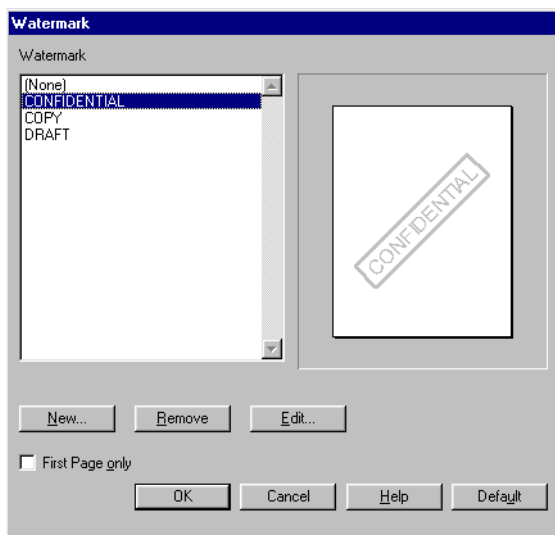 Watermark
Watermark
(None)
CONFIDENTIAL
COPY
DRAFT
CONFIDENTIAL
New... Remove Edit...
First Page only
OK Cancel Help Default